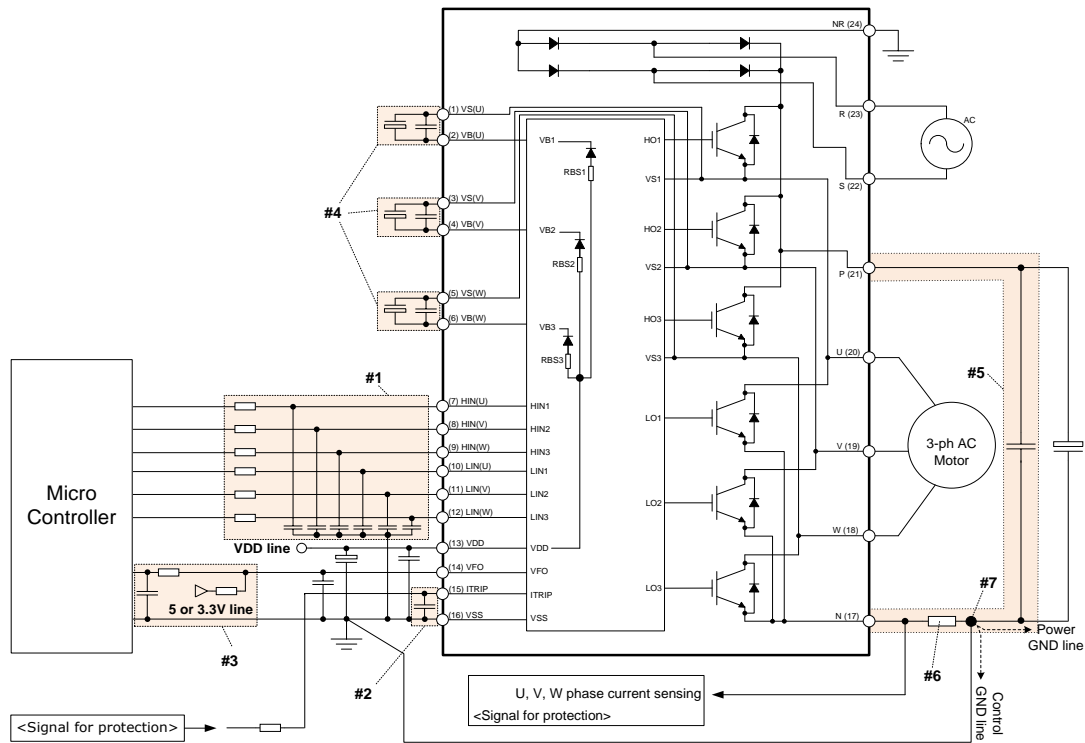 NR (24)
(1) VS(U)
R (23)
AC
(2) VB(U)
VB1
HO1
RBS1
VS1
S (22)
(3) VS(V)
#4
(4) VB(V)
VB2
HO2
RBS2
VS2
P (21)
(5) VS(W)
(6) VB(W)
VB3
HO3
RBS3
VS3
U (20)
#5
#1
(7) HIN(U)
HIN1
(8) HIN(V)
HIN2
LO1
(9) HIN(W)
HIN3
V (19)
3-ph AC
Motor
(10) LIN(U)
LIN1
Micro
Controller
(11) LIN(V)
LIN2
LO2
(12) LIN(W)
LIN3
W (18)
VDD line
(13) VDD
VDD
(14) VFO
VFO
LO3
#7
(15) ITRIP
ITRIP
5 or 3.3V line
(16) VSS
VSS
N (17)
Power
GND line
#3
#6
#2
U, V, W phase current sensing
<Signal for protection>
Control
GND line
<Signal for protection>